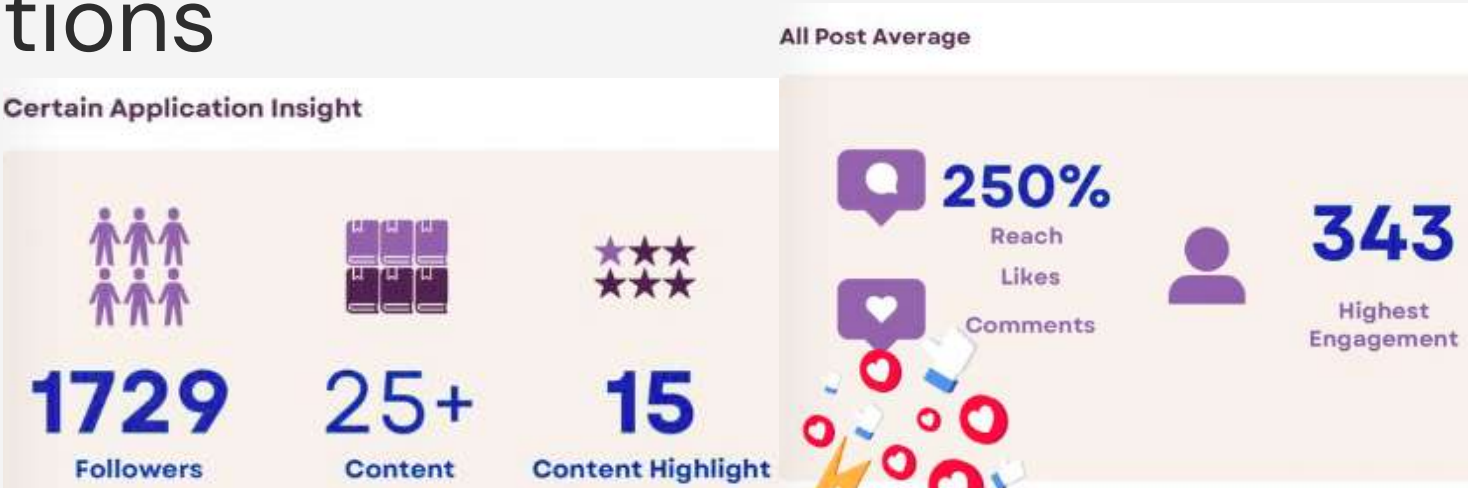 tions
Certain Application Insight
1729
25+
15
Followers
Content
Content Highlight
All Post Average
250%
Reach
Likes
Comments
343
Highest
Engagement